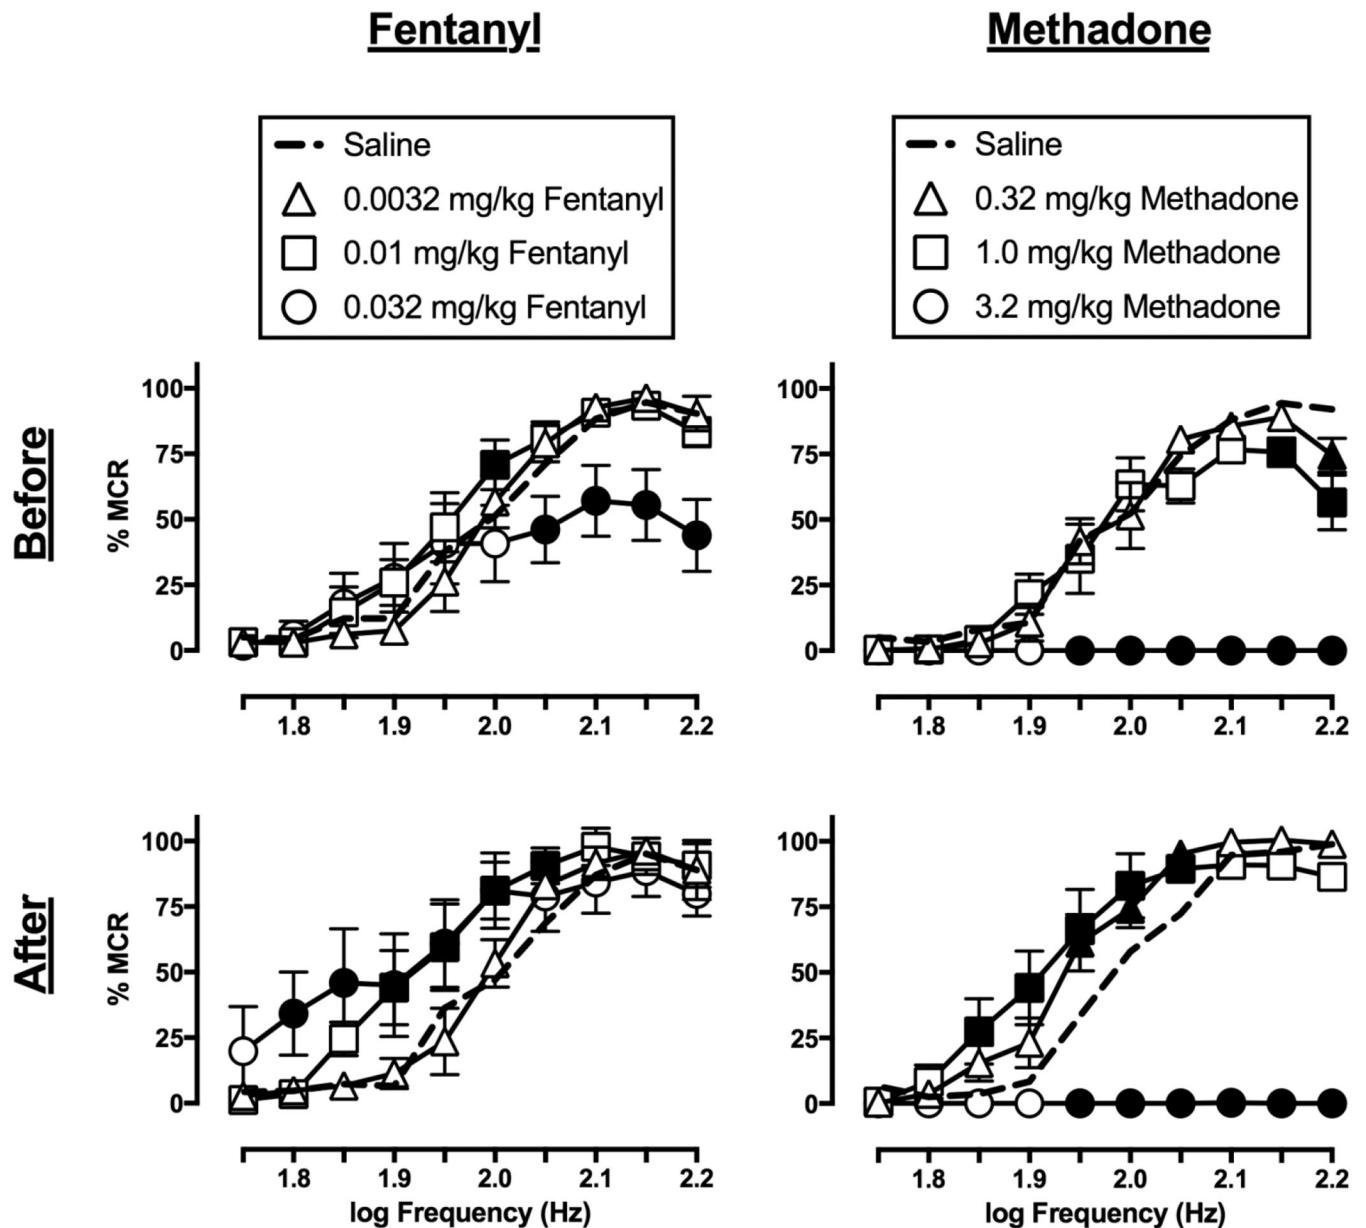 Fentanyl
Methadone
Saline
0.0032 mg/kg Fentanyl
0.01 mg/kg Fentanyl
0.032 mg/kg Fentanyl
Saline
0.32 mg/kg Methadone
1.0 mg/kg Methadone
3.2 mg/kg Methadone
Before
% MCR
100
75
50
25
0
1.8 1.9 2.0 2.1 2.2
100
75
50
25
0
1.8 1.9 2.0 2.1 2.2
After
% MCR
100
75
50
25
0
1.8 1.9 2.0 2.1 2.2
log Frequency (Hz)
% MCR
100
75
50
25
0
1.8 1.9 2.0 2.1 2.2
log Frequency (Hz)